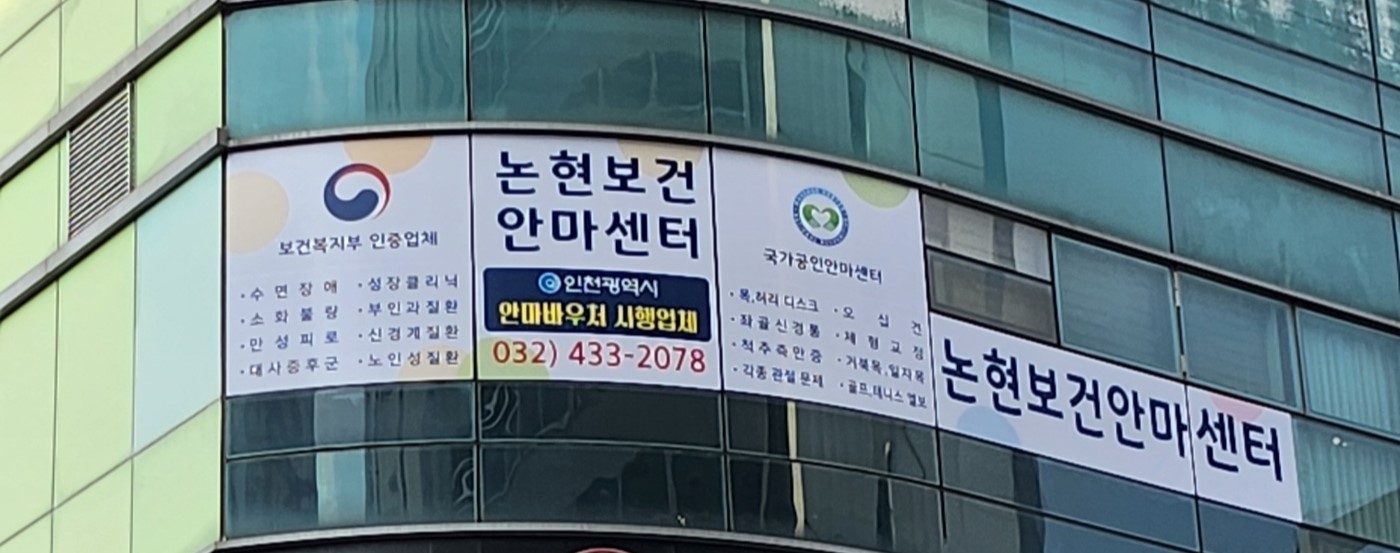 보건복지부 인증업체
· 수면장애 · 성장클리닉
· 소화불량 · 부인과질환
· 만성피로 · 신경계질환
· 대사증후군 · 노인성질환
논현보건
안마센터
인천광역시
안마바우처 시행업체
032) 433-2078
국가공인안마센터
· 목,허리 디스크 · 오십견
· 좌골신경통 · 체형교정
· 척추측만증 · 거북목,일자목
· 각종 관절 문제 · 골프,테니스 엘보
논현보건안마센터